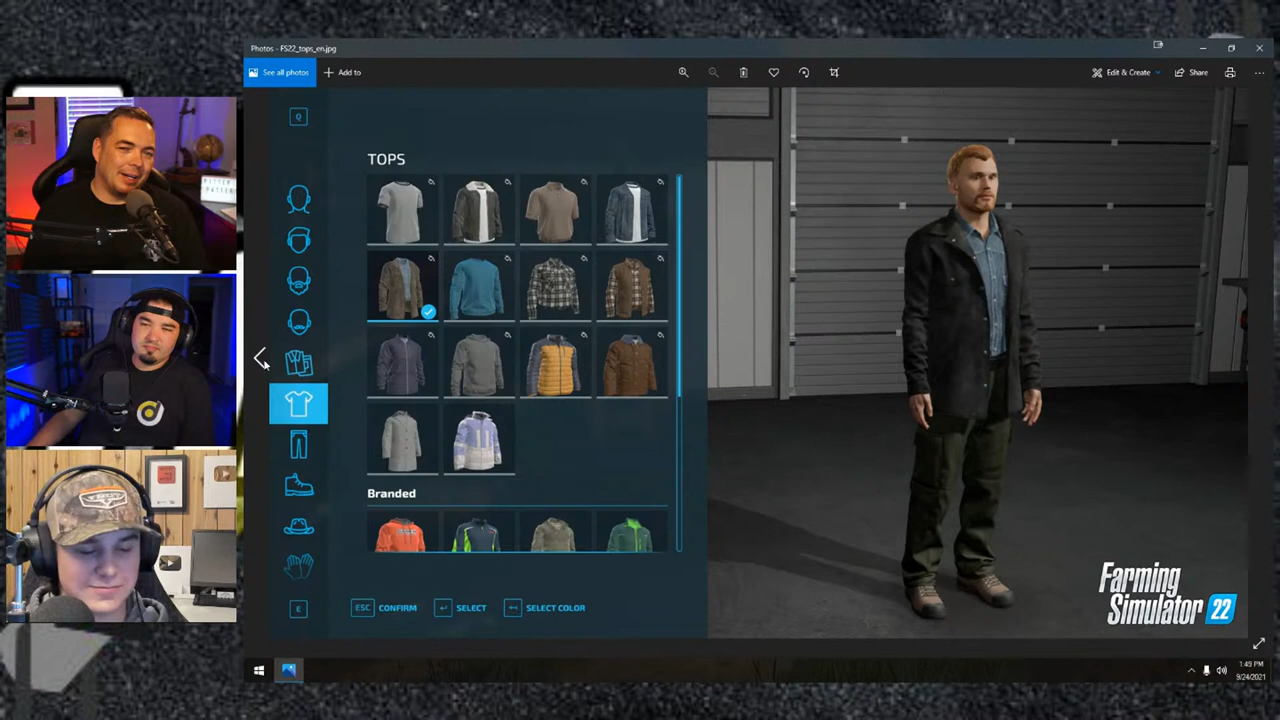 Photos - FS22_tops_en.jpg
See all photos
Add to
Edit & Create
Share
Q
TOPS
Branded
E
ESC CONFIRM
SELECT
SELECT COLOR
Farming
Simulator 22
1:49 PM
9/24/2021